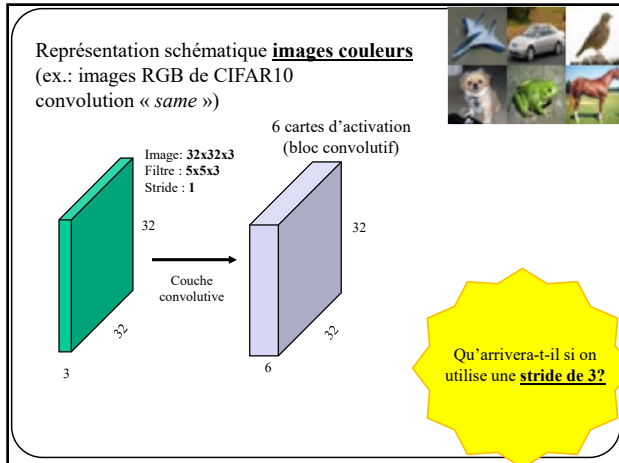 Représentation schématique images couleurs
(ex.: images RGB de CIFAR10
convolution « same »)
6 cartes d'activation
(bloc convolutif)
Image: 32x32x3
Filtre : 5x5x3
Stride : 1
32
32
3
Couche
convolutive
32
32
6
Qu'arrivera-t-il si on
utilise une stride de 3?